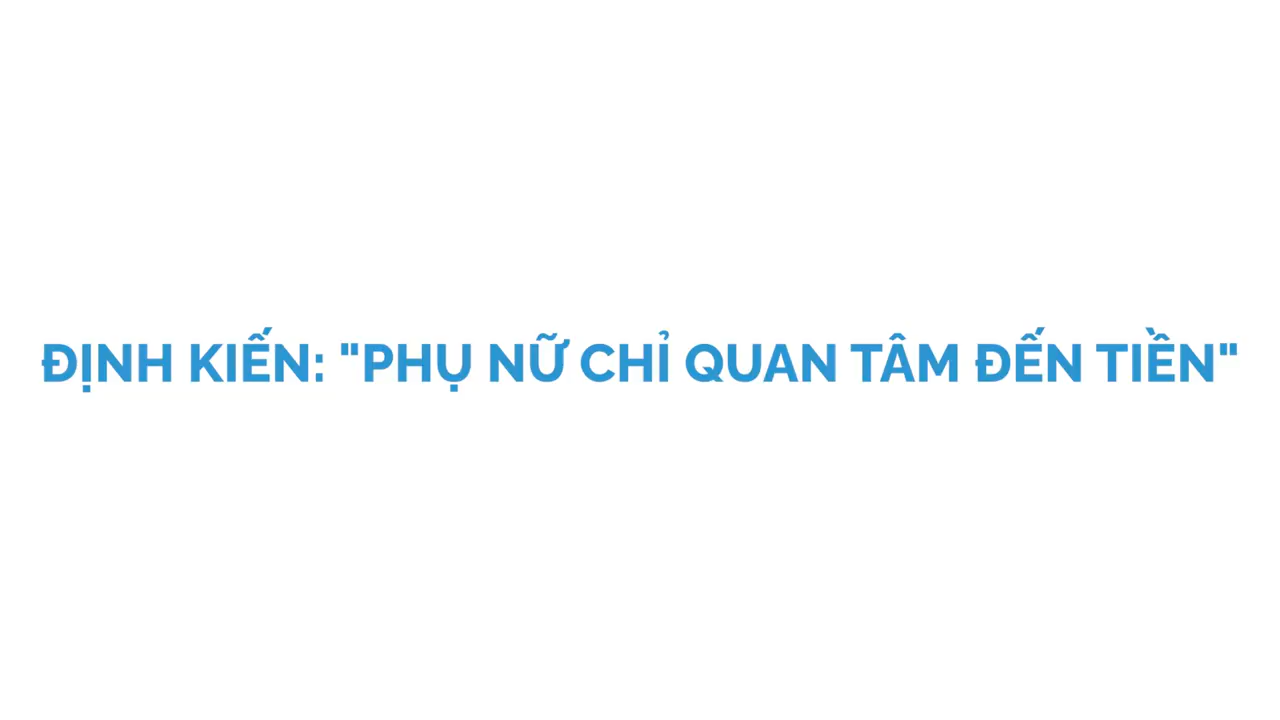 ĐỊNH KIẾN: "PHỤ NỮ CHỈ QUAN TÂM ĐẾN TIỀN"